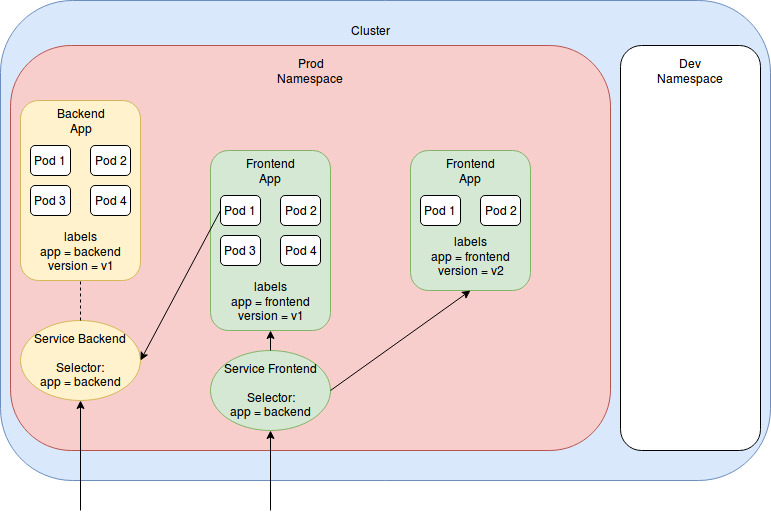 Cluster
Prod
Namespace
Dev
Namespace
Backend
App
Pod 1
Pod 2
Pod 3
Pod 4
labels
app = backend
version = v1
Frontend
App
Pod 1
Pod 2
Pod 3
Pod 4
labels
app = frontend
version = v1
Frontend
App
Pod 1
Pod 2
labels
app = frontend
version = v2
Service Backend
Selector:
app = backend
Service Frontend
Selector:
app = backend